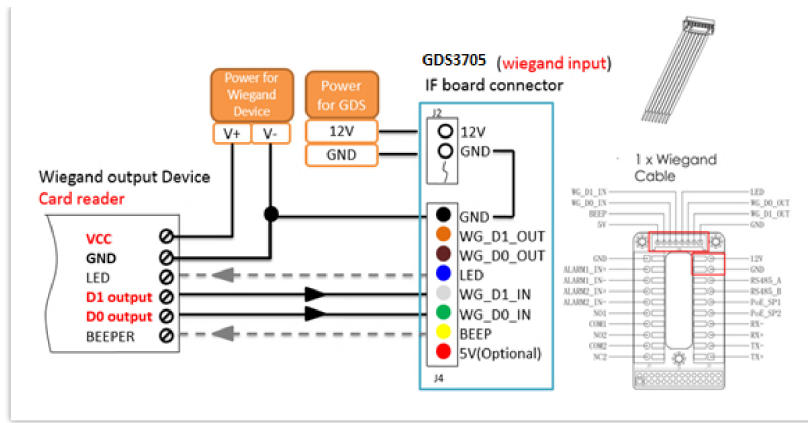 GDS3705 (wiegand input)
IF board connector
Power for
Wiegand
Device
V+ V-
Power
for GDS
12V
GND
J2
12V
GND
Wiegand output Device
Card reader
VCC
GND
LED
D1 output
D0 output
BEEPER
GND
WG_D1_OUT
WG_D0_OUT
LED
WG_D1_IN
WG_D0_IN
BEEP
5V(Optional)
J4
1 x Wiegand
Cable
WG_D1_IN
WG_D0_IN
BEEP
5V
LED
WG_D0_OUT
WG_D1_OUT
GND
GND
ALARM1_IN+
ALARM1_IN-
ALARM2_IN+
ALARM2_IN-
NO1
COM1
NO2
COM2
NC2
12V
GND
RS485_A
RS485_B
PoE_SP1
PoE_SP2
RX-
RX+
TX-
TX+